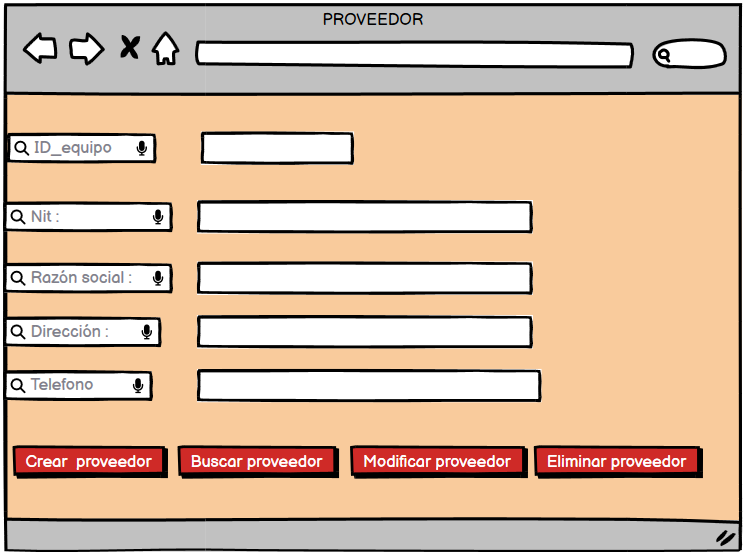 PROVEEDOR
ID_equipo
Nit :
Razón social :
Dirección :
Telefono
Crear proveedor
Buscar proveedor
Modificar proveedor
Eliminar proveedor